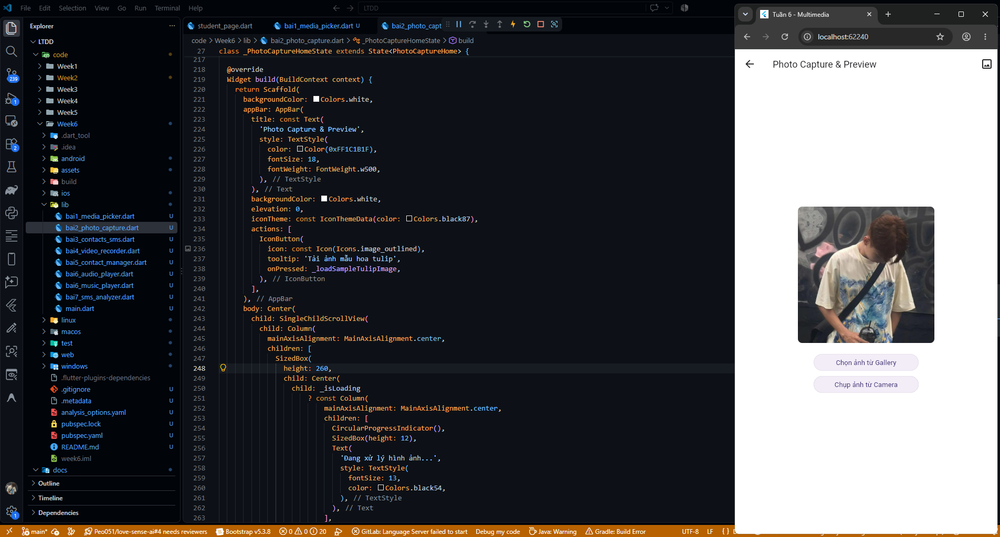 File Edit Selection View Go Run Terminal Help
LTDD
Explorer
LTDD
code
Week1
Week2
Week3
Week4
Week5
Week6
.dart_tool
.idea
android
assets
build
ios
lib
bai1_media_picker.dart U
bai2_photo_capture.dart U
bai3_contacts_sms.dart U
bai4_video_recorder.dart U
bai5_contact_manager.dart U
bai6_audio_player.dart U
bai6_music_player.dart U
bai7_sms_analyzer.dart U
main.dart U
linux
macos
test
web
windows
.flutter-plugins-dependencies
.gitignore U
.metadata U
analysis_options.yaml U
pubspec.lock U
pubspec.yaml U
README.md U
week6.iml
docs
Outline
Timeline
Dependencies
239
1
2
1
student_page.dart
bai1_media_picker.dart U
bai2_photo_capt
code > Week6 > lib > bai2_photo_capture.dart > _PhotoCaptureHomeState > build
27 class _PhotoCaptureHomeState extends State<PhotoCaptureHome> {
217
218 @override
219 Widget build(BuildContext context) {
220 return Scaffold(
221 backgroundColor: Colors.white,
222 appBar: AppBar(
223 title: const Text(
224 'Photo Capture & Preview',
225 style: TextStyle(
226 color: Color(0xFF1C1B1F),
227 fontSize: 18,
228 fontWeight: FontWeight.w500,
229 ), // TextStyle
230 ), // Text
231 backgroundColor: Colors.white,
232 elevation: 0,
233 iconTheme: const IconThemeData(color: Colors.black87),
234 actions: [
235 IconButton(
236 icon: const Icon(Icons.image_outlined),
237 tooltip: 'Tải ảnh mẫu hoa tulip',
238 onPressed: _loadSampleTulipImage,
239 ), // IconButton
240 ],
241 ), // AppBar
242 body: Center(
243 child: SingleChildScrollView(
244 child: Column(
245 mainAxisAlignment: MainAxisAlignment.center,
246 children: [
247 SizedBox(
248 height: 260,
249 child: Center(
250 child: _isLoading
251 ? const Column(
252 mainAxisAlignment: MainAxisAlignment.center,
253 children: [
254 CircularProgressIndicator(),
255 SizedBox(height: 12),
256 Text(
257 'Đang xử lý hình ảnh...',
258 style: TextStyle(
259 fontSize: 13,
260 color: Colors.black54,
261 ), // TextStyle
262 ), // Text
263 ],
Tuần 6 - Multimedia
localhost:62240
Photo Capture & Preview
Chọn ảnh từ Gallery
Chụp ảnh từ Camera
main* Peo051/love-sense-ai#4 needs reviewers Bootstrap v5.3.8 0 0 20 GitLab: Language Server failed to start Debug my code Java: Warning Gradle: Build Error UTF-8 LF { }